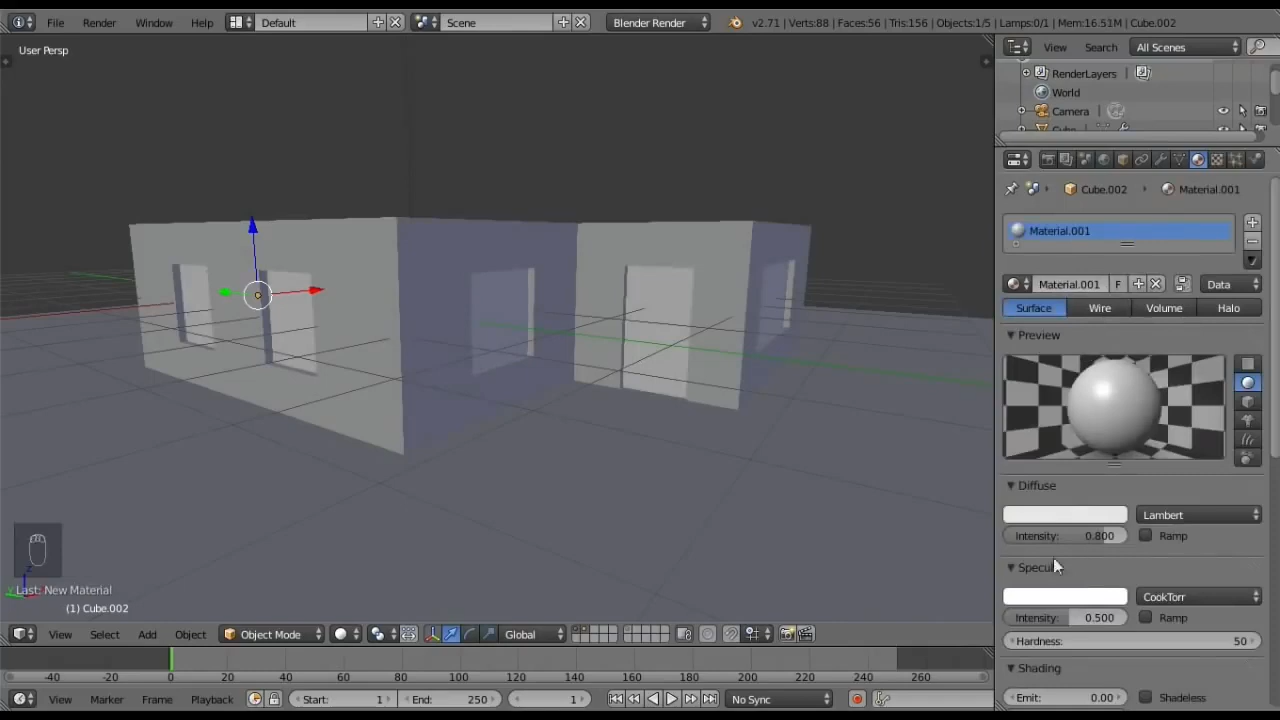 File Render Window Help Default Scene Blender Render v2.71 | Verts:88 | Faces:56 | Tris:156 | Objects:1/5 | Lamps:0/1 | Mem:16.51M | Cube.002
User Persp
View Search All Scenes
RenderLayers
World
Camera
Cube.002 Material.001
Material.001
Material.001 F Data
Surface Wire Volume Halo
Preview
Diffuse
Lambert
Intensity: 0.800 Ramp
CookTorr
Intensity: 0.500 Ramp
Hardness: 50
Shading
Emit: 0.00 Shadeless
Last: New Material
(1) Cube.002
View Select Add Object Object Mode Global
-40 -20 0 20 40 60 80 100 120 140 160 180 200 220 240 260
View Marker Frame Playback Start: 1 End: 250 1 No Sync